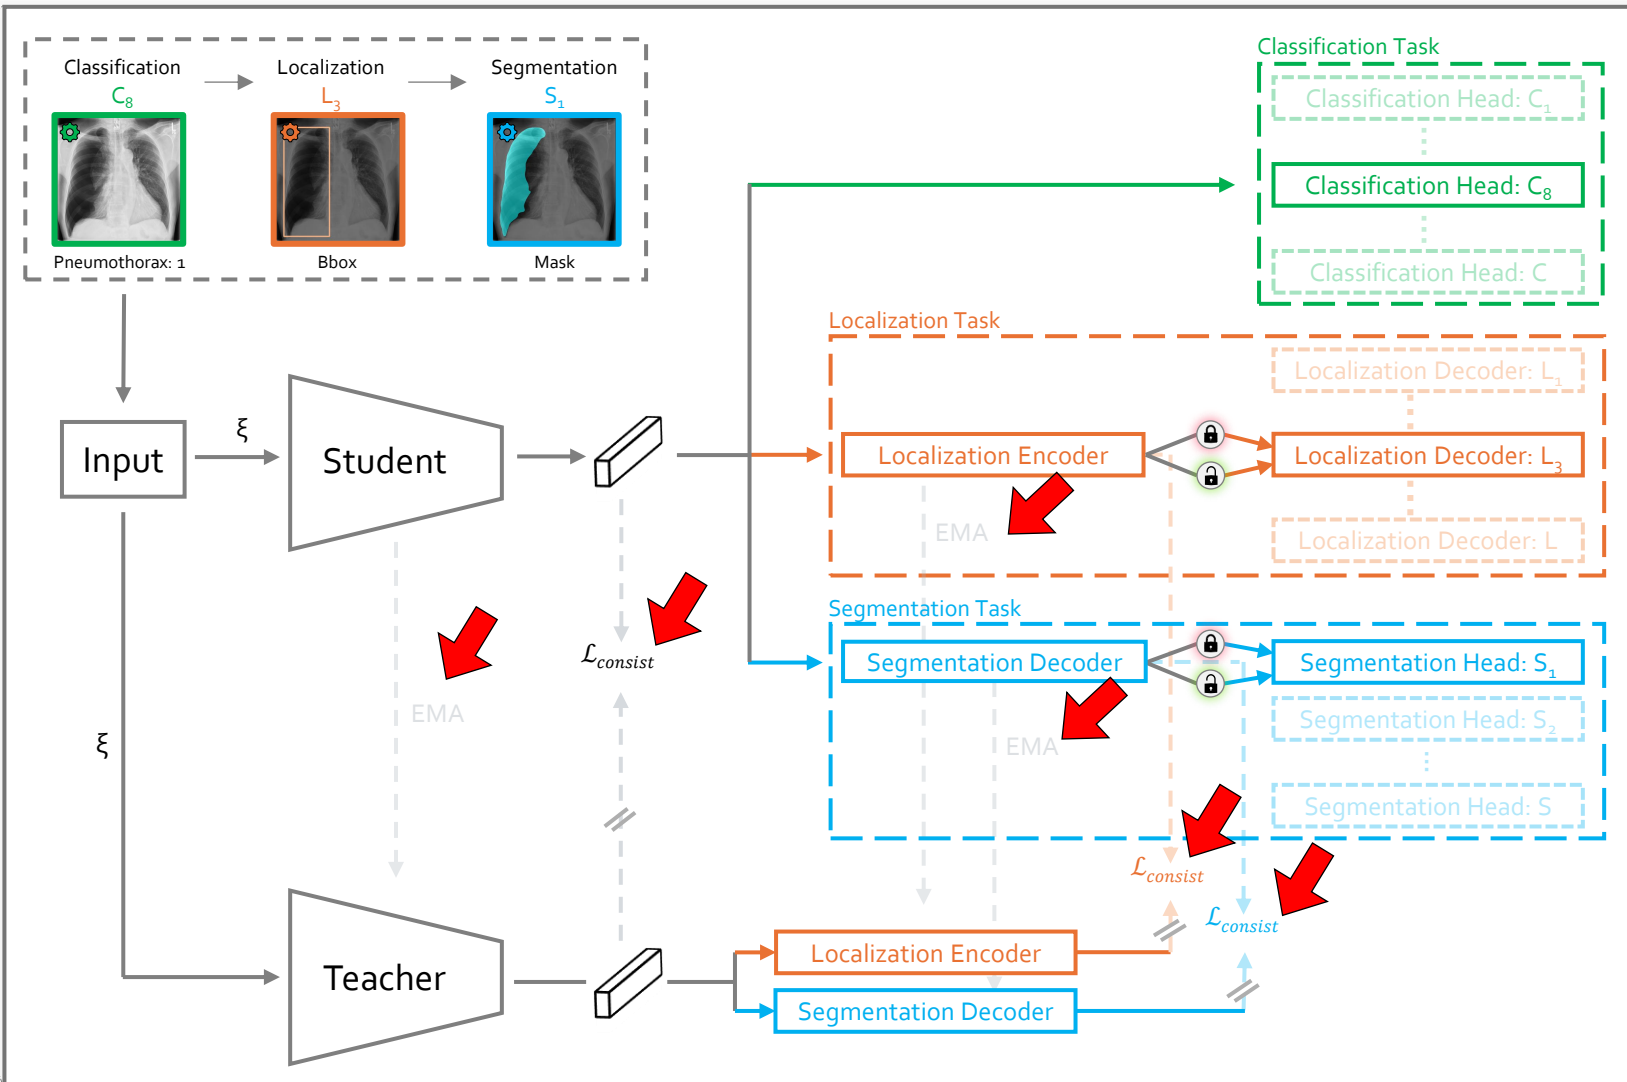 Classification
C₈
Pneumothorax: 1
Localization
L₃
Bbox
Segmentation
S₁
Mask
Classification Task
Classification Head: C₁
Classification Head: C₈
Classification Head: C
Localization Task
Localization Decoder: L₁
Localization Encoder
Localization Decoder: L₃
EMA
Localization Decoder: L
Input
ξ
Student
Segmentation Task
Segmentation Decoder
Segmentation Head: S₁
Segmentation Head: S₂
EMA
Segmentation Head: S
ℒconsist
EMA
ξ
ℒconsist
ℒconsist
Teacher
Localization Encoder
Segmentation Decoder